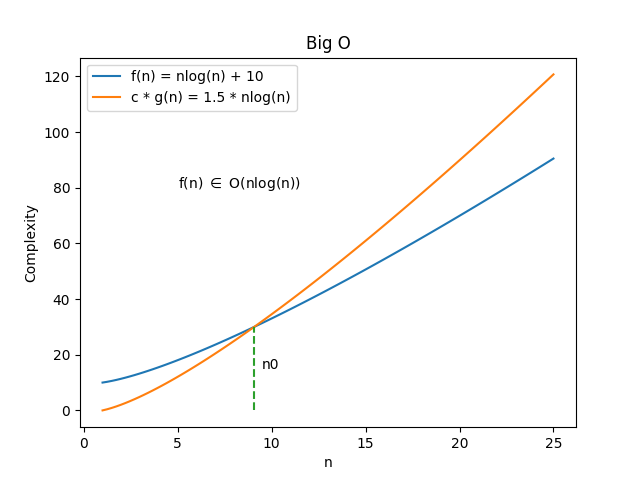 Big O
f(n) = nlog(n) + 10
c * g(n) = 1.5 * nlog(n)
f(n) ∈ O(nlog(n))
n0
Complexity
120
100
80
60
40
20
0
0 5 10 15 20 25
n